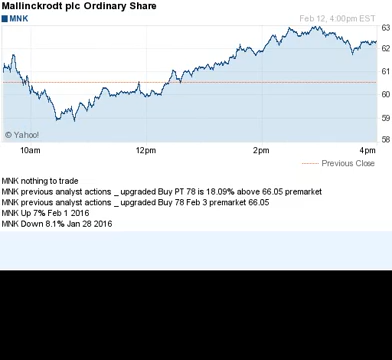 Mallinckrodt plc Ordinary Share
MNK Feb 12, 4:00pm EST
63
62
61
60
59
58
© Yahoo!
10am 12pm 2pm 4pm
Previous Close
MNK nothing to trade
MNK previous analyst actions _ upgraded Buy PT 78 is 18.09% above 66.05 premarket
MNK previous analyst actions _ upgraded Buy 78 Feb 3 premarket 66.05
MNK Up 7% Feb 1 2016
MNK Down 8.1% Jan 28 2016